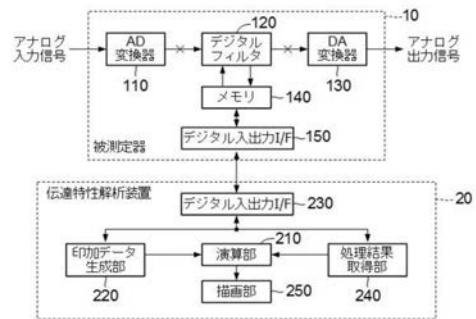 10
アナログ
入力信号
AD
変換器
110
120
デジタル
フィルタ
DA
変換器
130
アナログ
出力信号
メモリ
140
デジタル入出力I/F
150
被測定器
伝達特性解析装置
20
デジタル入出力I/F
230
印加データ
生成部
220
210
演算部
処理結果
取得部
240
描画部
250